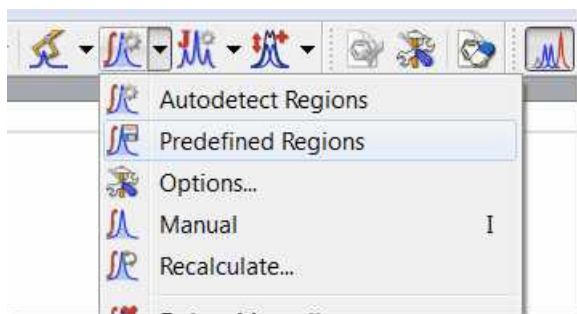 Autodetect Regions
Predefined Regions
Options...
Manual I
Recalculate...